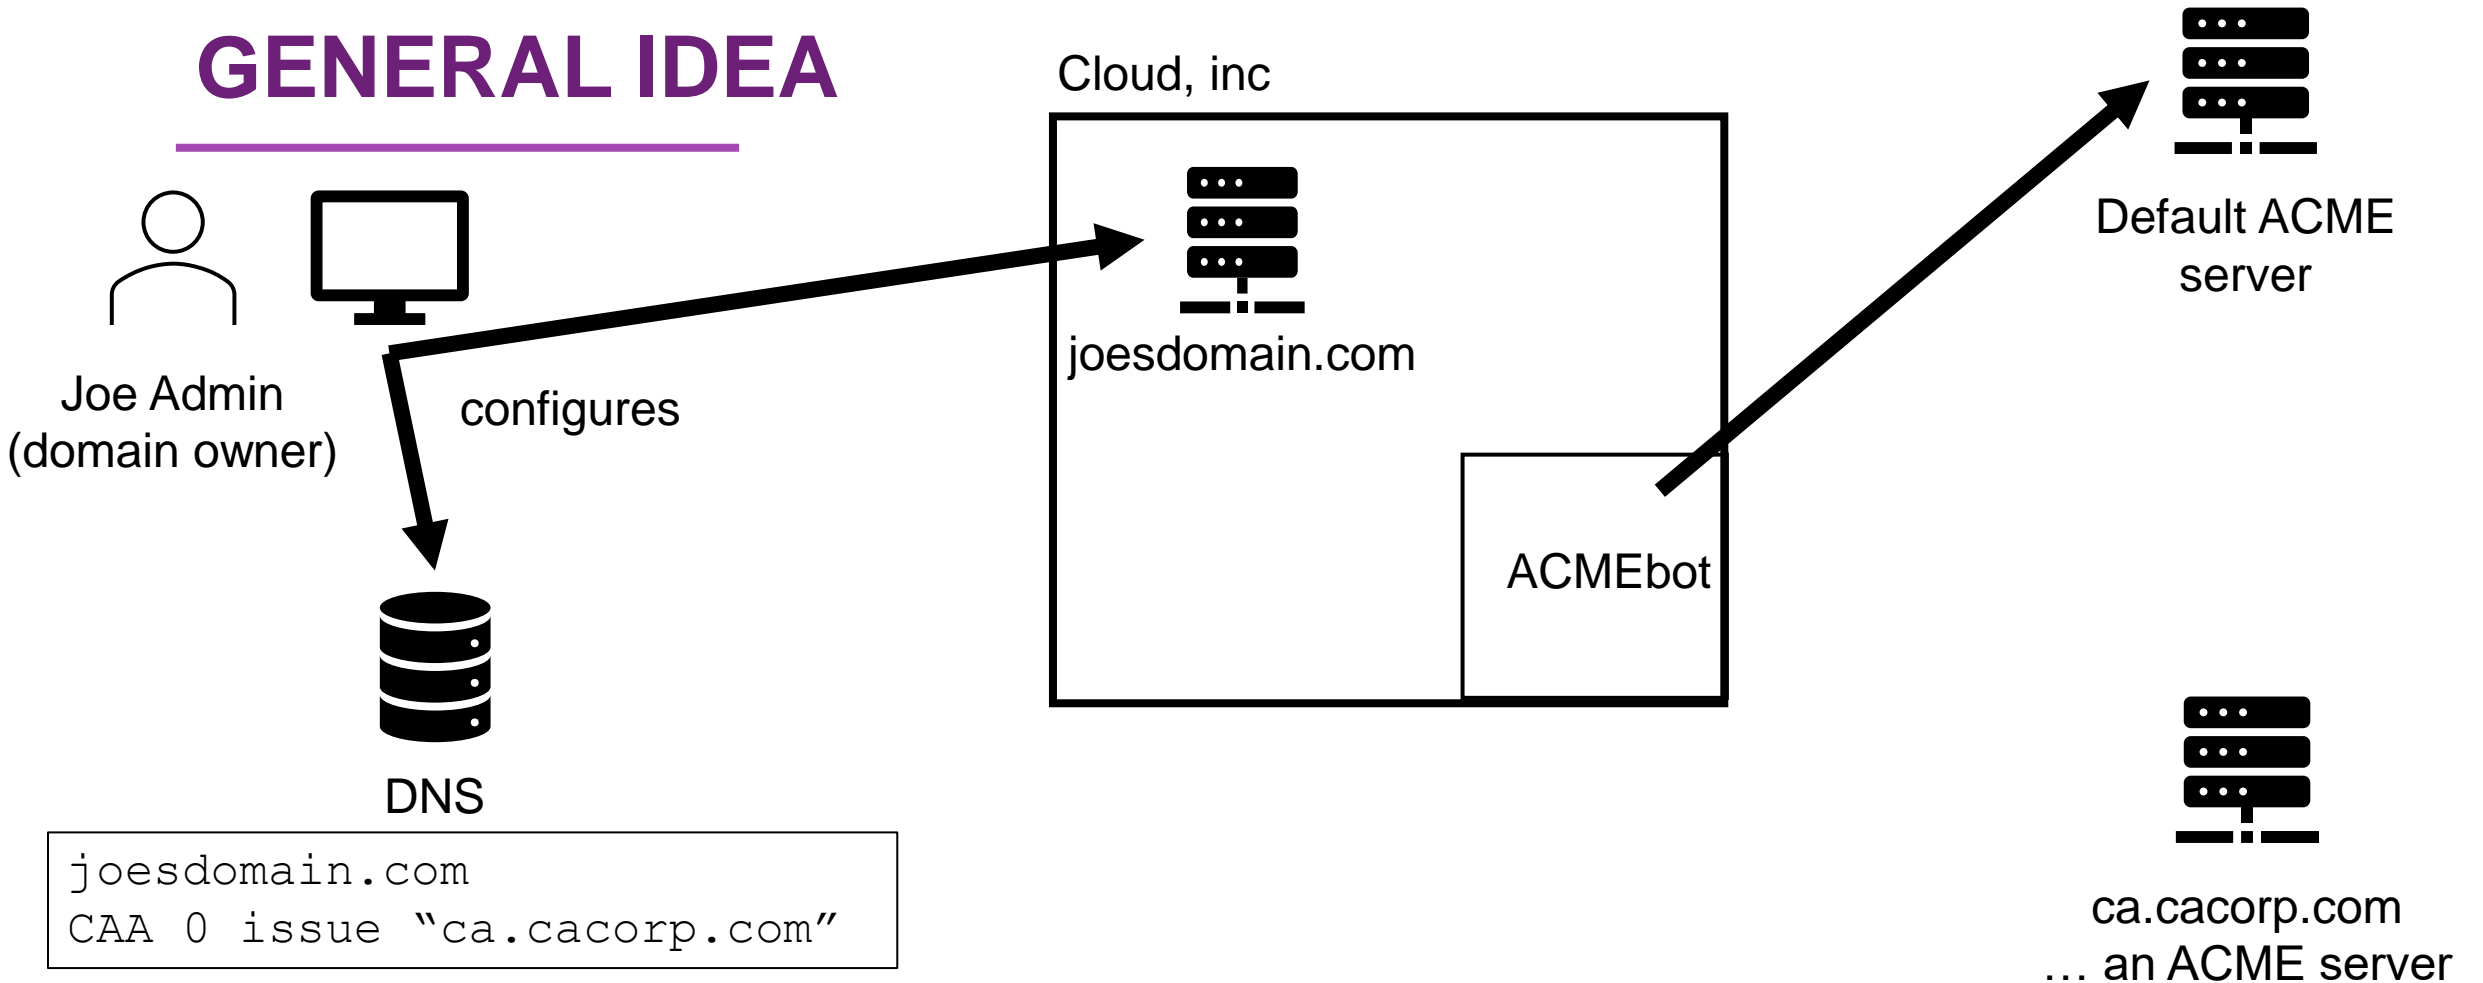 GENERAL IDEA
Cloud, inc
Default ACME
server
joesdomain.com
Joe Admin
(domain owner)
configures
ACMEbot
DNS
joesdomain.com
CAA 0 issue “ca.cacorp.com”
ca.cacorp.com
… an ACME server